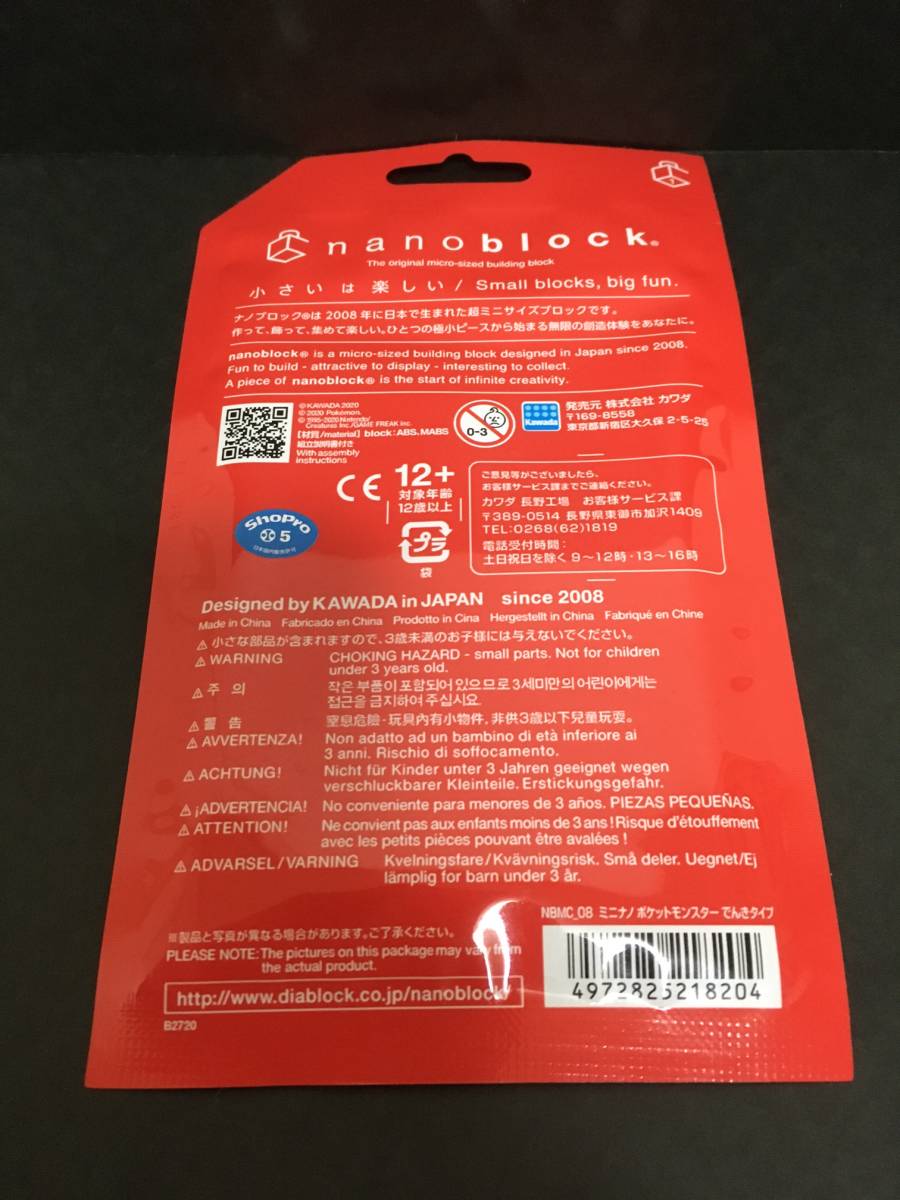 nanoblock®
The original micro-sized building block
小さいは楽しい / Small blocks, big fun.
ナノブロック®は2008年に日本で生まれた超ミニサイズブロックです。
作って、飾って、集めて楽しい。ひとつの極小ピースから始まる無限の創造体験をあなたに。
nanoblock® is a micro-sized building block designed in Japan since 2008.
Fun to build - attractive to display - interesting to collect.
A piece of nanoblock® is the start of infinite creativity.
© KAWADA 2020
© 2020 Pokémon.
© 1995-2020 Nintendo/
Creatures Inc./GAME FREAK Inc.
【材質/material】block:ABS、MABS
組立説明書付き
With assembly
instructions
0-3
Kawada
発売元 株式会社 カワダ
〒169-8558
東京都新宿区大久保 2-5-25
CE
12+
対象年齢
12歳以上
プラ
袋
ShoPro
5
日本国内販売許可
ご意見等がございましたら、
お客様サービス課までご連絡ください。
カワダ 長野工場 お客様サービス課
〒389-0514 長野県東御市加沢1409
TEL:0268(62)1819
電話受付時間：
土日祝日を除く 9〜12時・13〜16時
Designed by KAWADA in JAPAN since 2008
Made in China Fabricado en China Prodotto in Cina Hergestellt in China Fabriqué en Chine
⚠小さな部品が含まれますので、3歳未満のお子様には与えないでください。
⚠ WARNING CHOKING HAZARD - small parts. Not for children
under 3 years old.
⚠ 주 의 작은 부품이 포함되어 있으므로 3세미만의 어린이에게는
접근을 금지하여 주십시요.
⚠ 警 告 窒息危險-玩具內有小物件, 非供3歲以下兒童玩耍。
⚠ AVVERTENZA! Non adatto ad un bambino di età inferiore ai
3 anni. Rischio di soffocamento.
⚠ ACHTUNG! Nicht für Kinder unter 3 Jahren geeignet wegen
verschluckbarer Kleinteile. Erstickungsgefahr.
⚠ ¡ADVERTENCIA! No conveniente para menores de 3 años. PIEZAS PEQUEÑAS.
⚠ ATTENTION! Ne convient pas aux enfants moins de 3 ans ! Risque d'étouffement
avec les petits pièces pouvant être avalées !
⚠ ADVARSEL/VARNING Kvelningsfare/Kvävningsrisk. Små deler. Uegnet/Ej
lämplig for barn under 3 år.
NBMC_08 ミニナノ ポケットモンスター でんきタイプ
※製品と写真が異なる場合があります。ご了承ください。
PLEASE NOTE: The pictures on this package may vary from
the actual product.
http://www.diablock.co.jp/nanoblock/
4972825218204
B2720